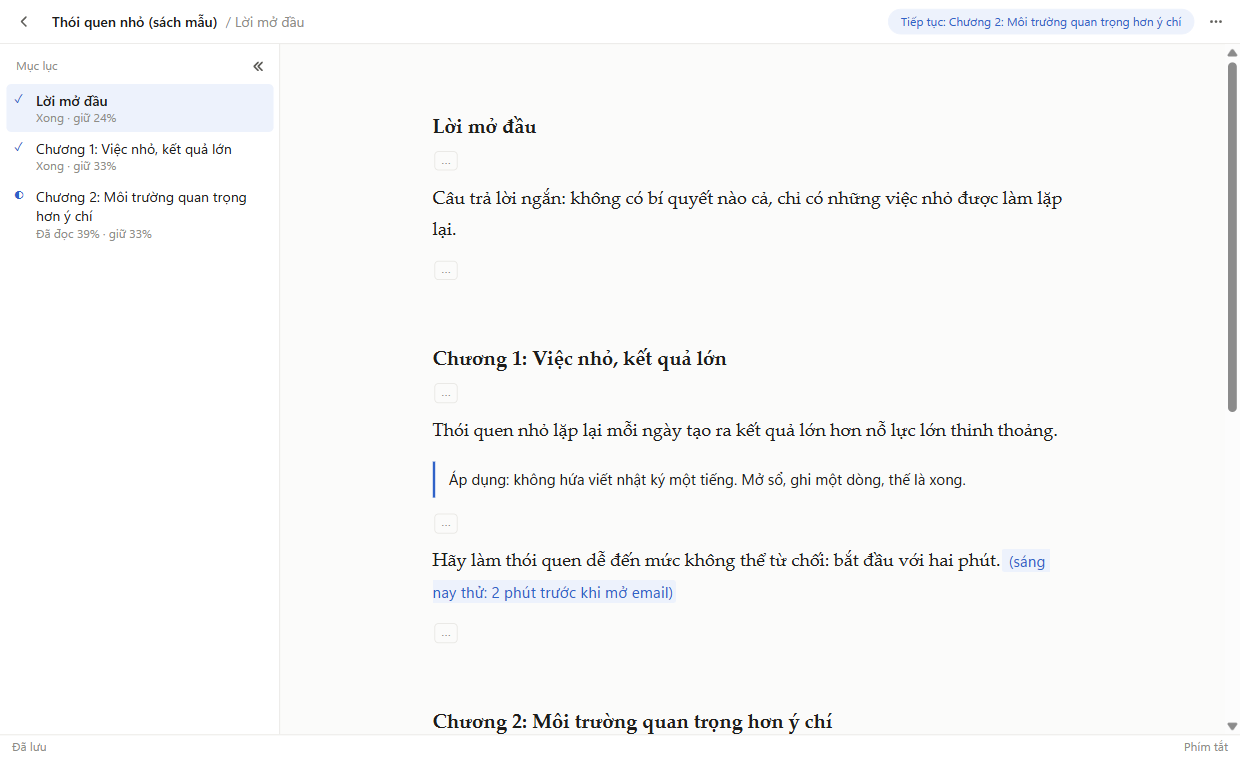 Thói quen nhỏ (sách mẫu) / Lời mở đầu
Tiếp tục: Chương 2: Môi trường quan trọng hơn ý chí
...
Mục lục
Lời mở đầu
Xong · giữ 24%
Chương 1: Việc nhỏ, kết quả lớn
Xong · giữ 33%
Chương 2: Môi trường quan trọng
hơn ý chí
Đã đọc 39% · giữ 33%
Lời mở đầu
...
Câu trả lời ngắn: không có bí quyết nào cả, chỉ có những việc nhỏ được làm lặp
lại.
...
Chương 1: Việc nhỏ, kết quả lớn
...
Thói quen nhỏ lặp lại mỗi ngày tạo ra kết quả lớn hơn nỗ lực lớn thỉnh thoảng.
Áp dụng: không hứa viết nhật ký một tiếng. Mở sổ, ghi một dòng, thế là xong.
...
Hãy làm thói quen dễ đến mức không thể từ chối: bắt đầu với hai phút. (sáng
nay thử: 2 phút trước khi mở email)
...
Chương 2: Môi trường quan trọng hơn ý chí
Đã lưu
Phím tắt